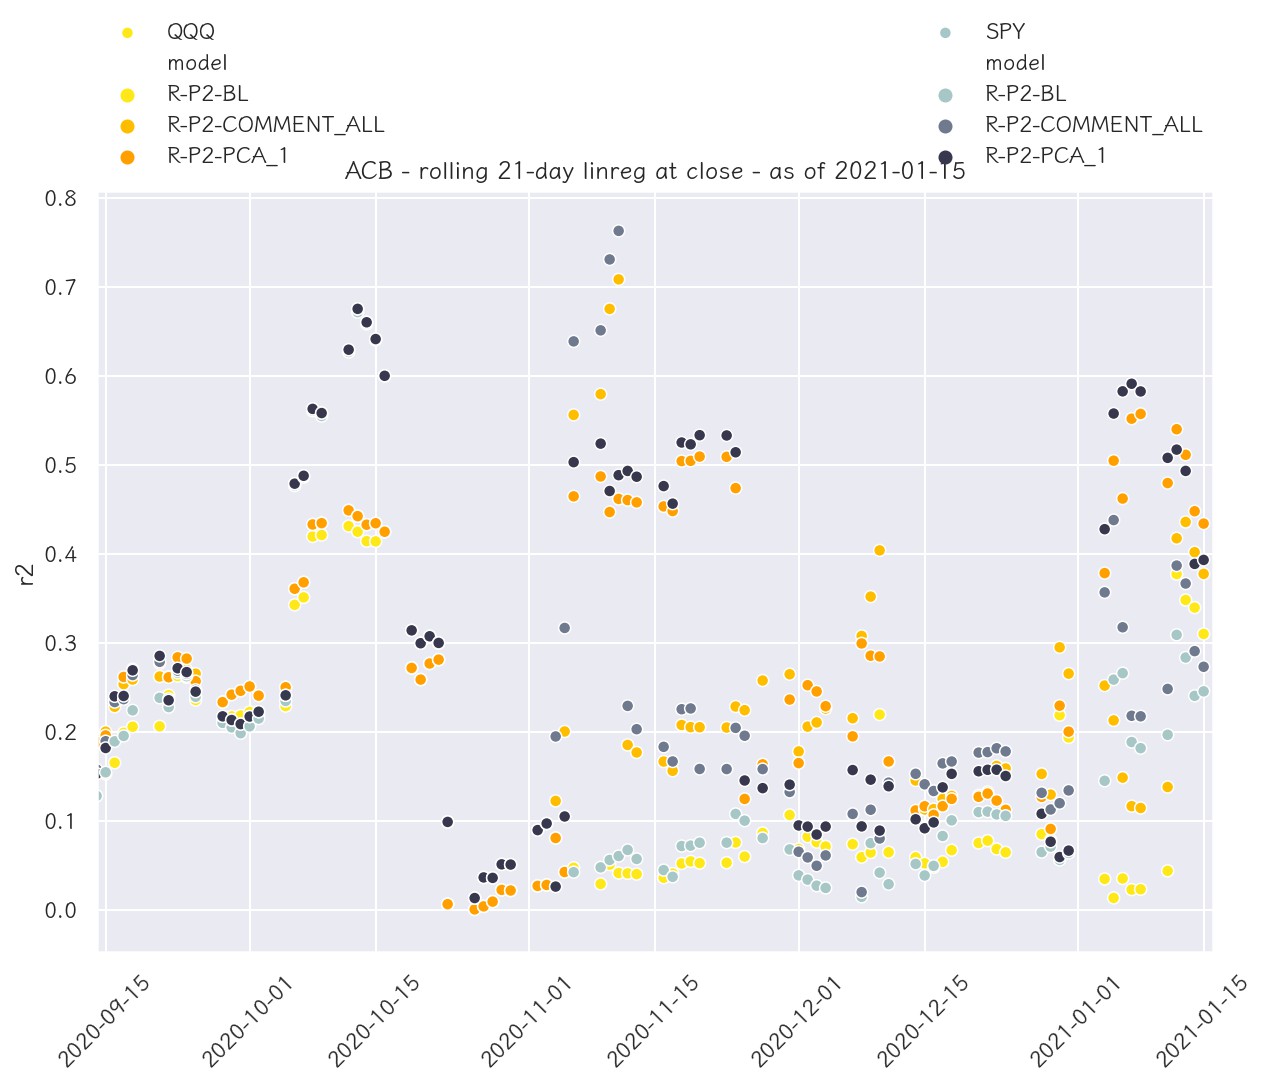 QQQ
model
R-P2-BL
R-P2-COMMENT_ALL
R-P2-PCA_1
SPY
model
R-P2-BL
R-P2-COMMENT_ALL
R-P2-PCA_1
ACB - rolling 21-day linreg at close - as of 2021-01-15
0.8
0.7
0.6
0.5
0.4
0.3
0.2
0.1
0.0
r2
2020-09-15
2020-10-01
2020-10-15
2020-11-01
2020-11-15
2020-12-01
2020-12-15
2021-01-01
2021-01-15